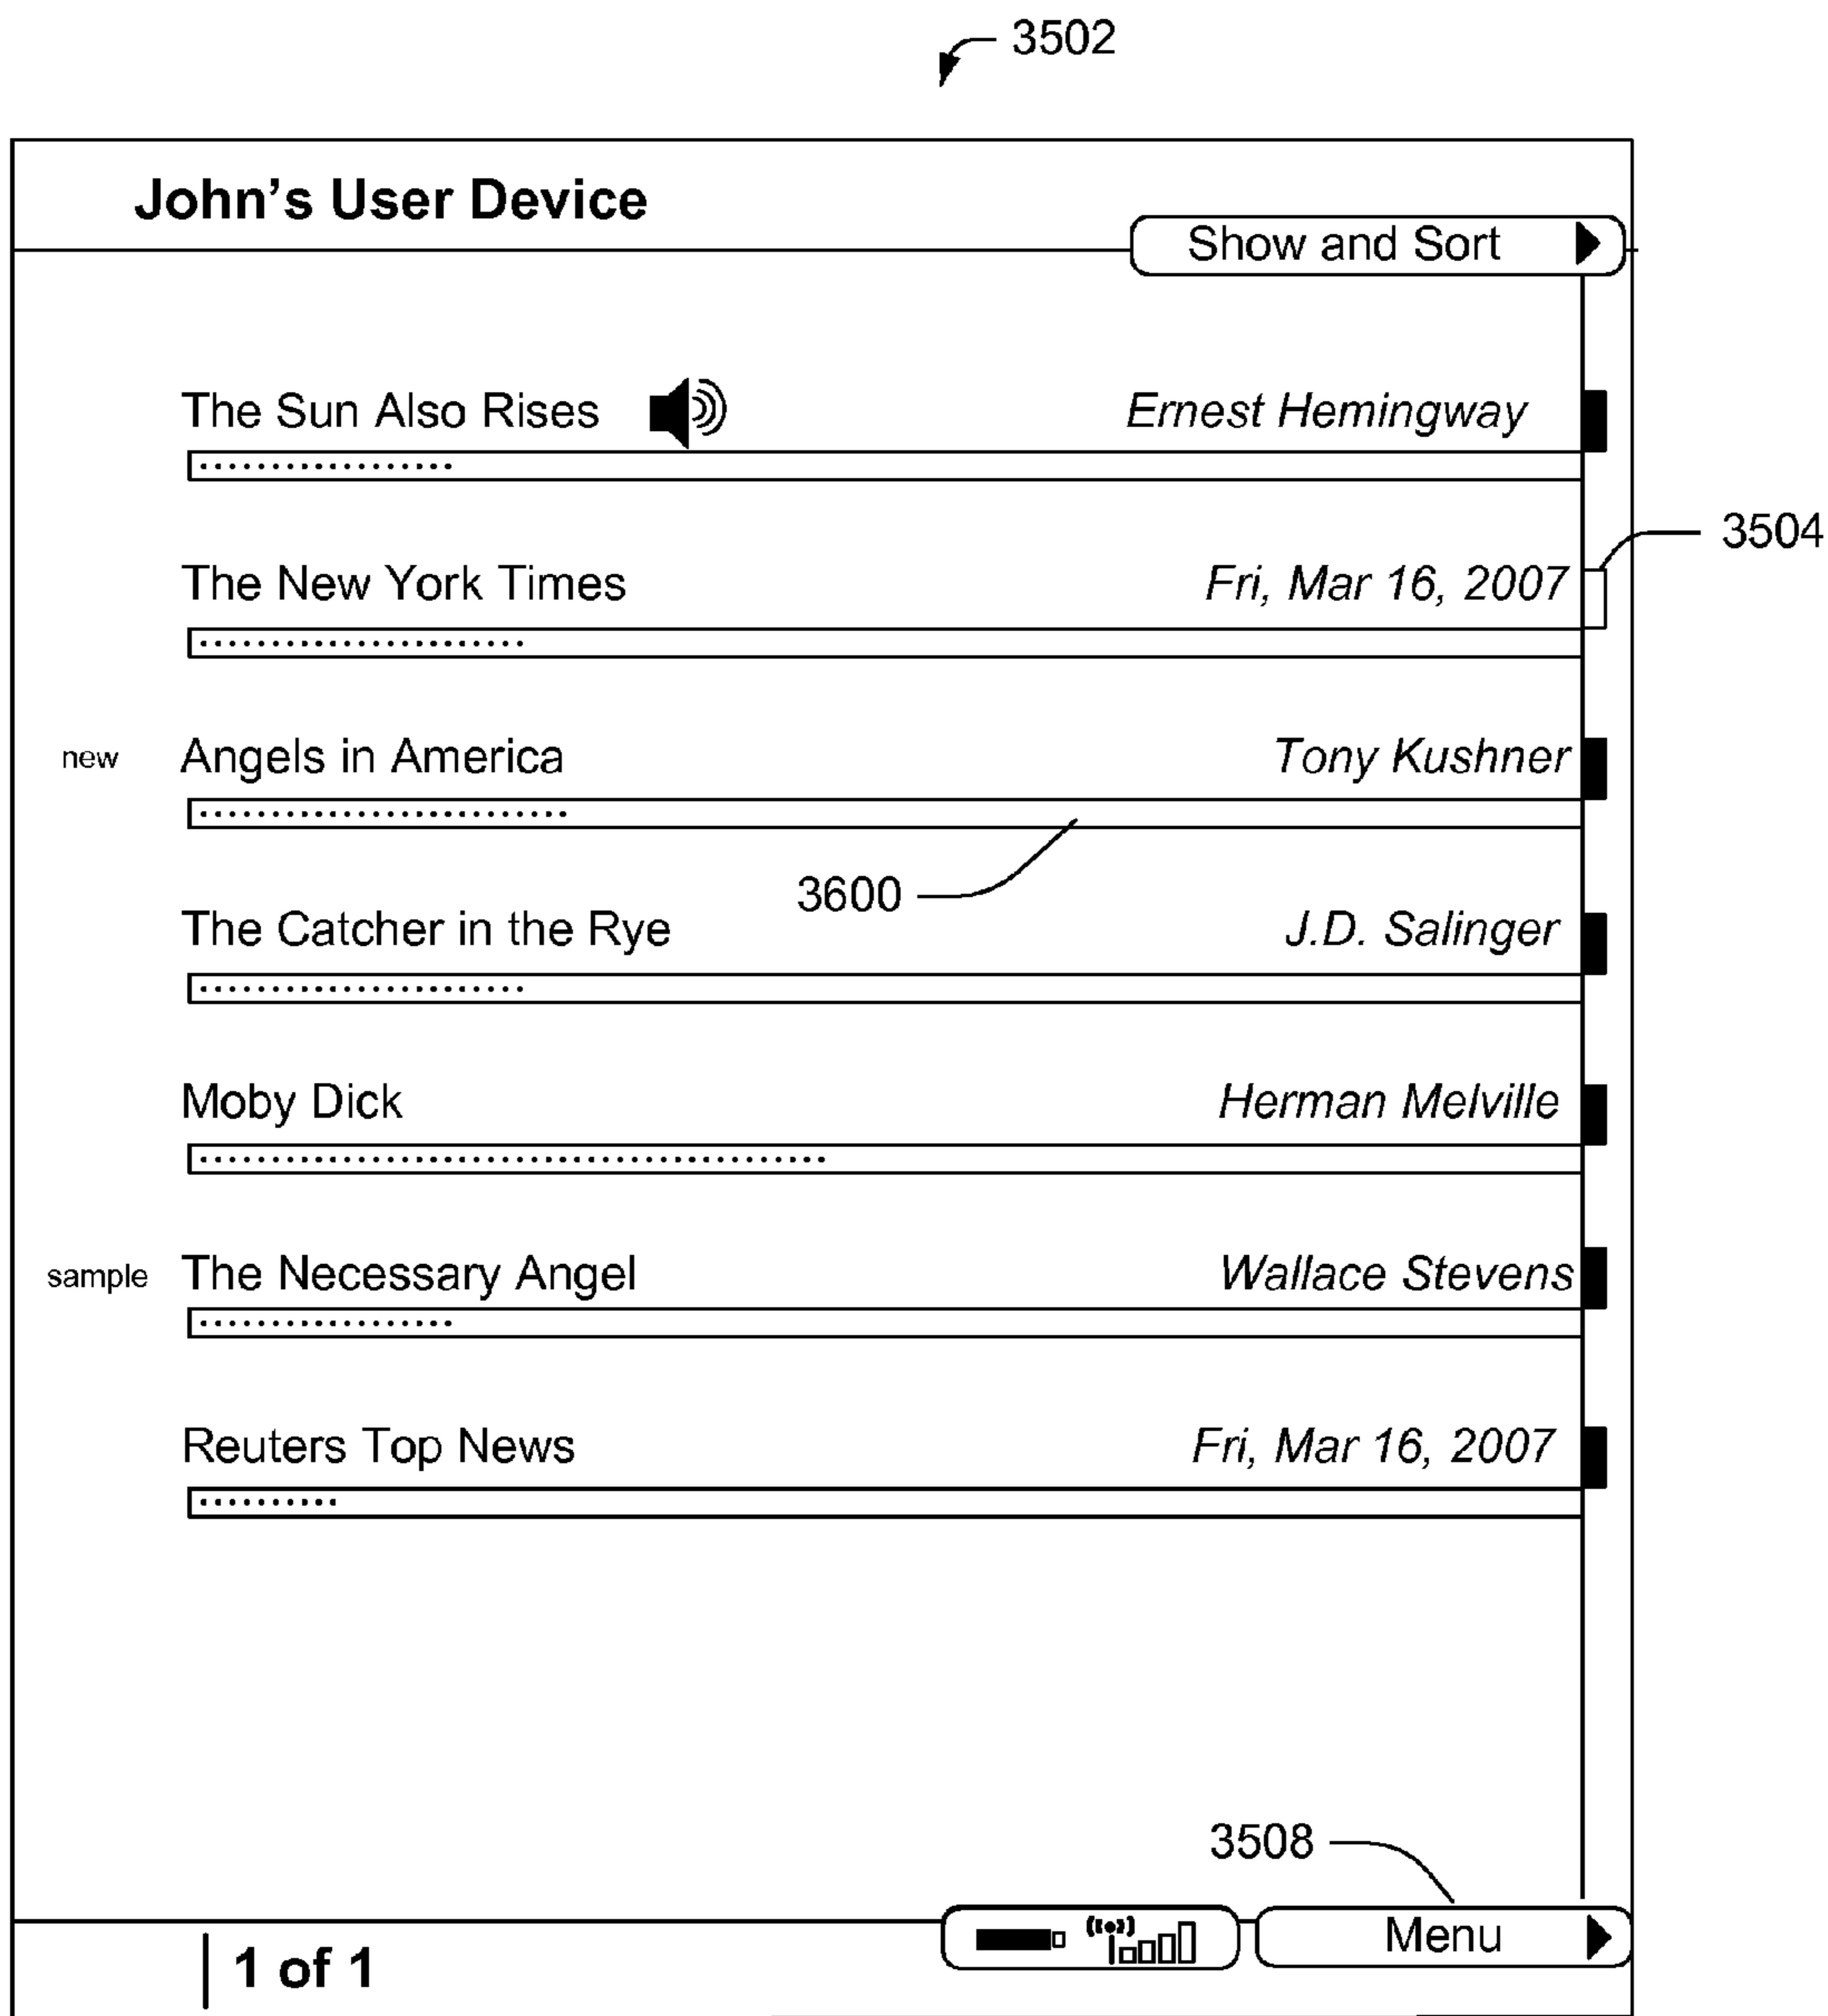 3502
John’s User Device
Show and Sort
The Sun Also Rises Ernest Hemingway
3504
The New York Times Fri, Mar 16, 2007
new Angels in America Tony Kushner
3600
The Catcher in the Rye J.D. Salinger
Moby Dick Herman Melville
sample The Necessary Angel Wallace Stevens
Reuters Top News Fri, Mar 16, 2007
3508
Menu
1 of 1